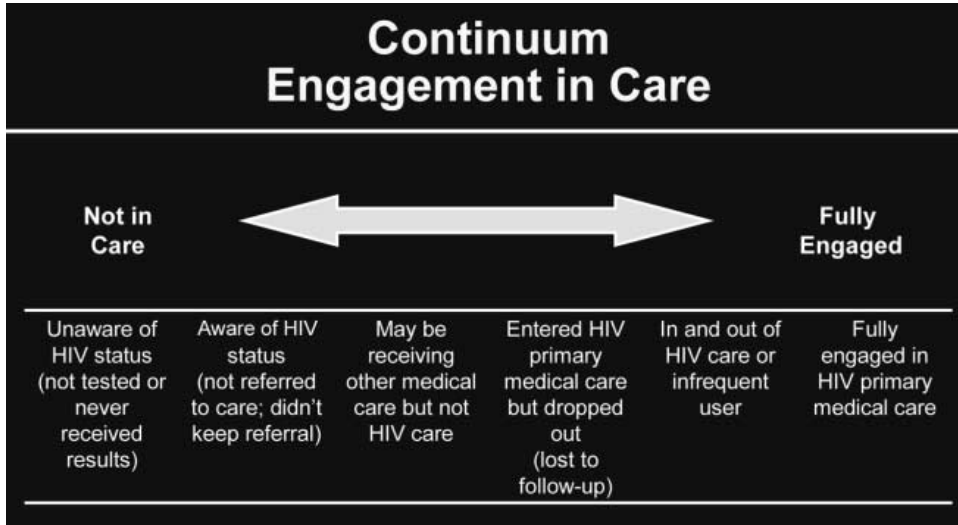 Continuum
Engagement in Care
Not in
Care
Fully
Engaged
Unaware of
HIV status
(not tested or
never
received
results)
Aware of HIV
status
(not referred
to care; didn't
keep referral)
May be
receiving
other medical
care but not
HIV care
Entered HIV
primary
medical care
but dropped
out
(lost to
follow-up)
In and out of
HIV care or
infrequent
user
Fully
engaged in
HIV primary
medical care